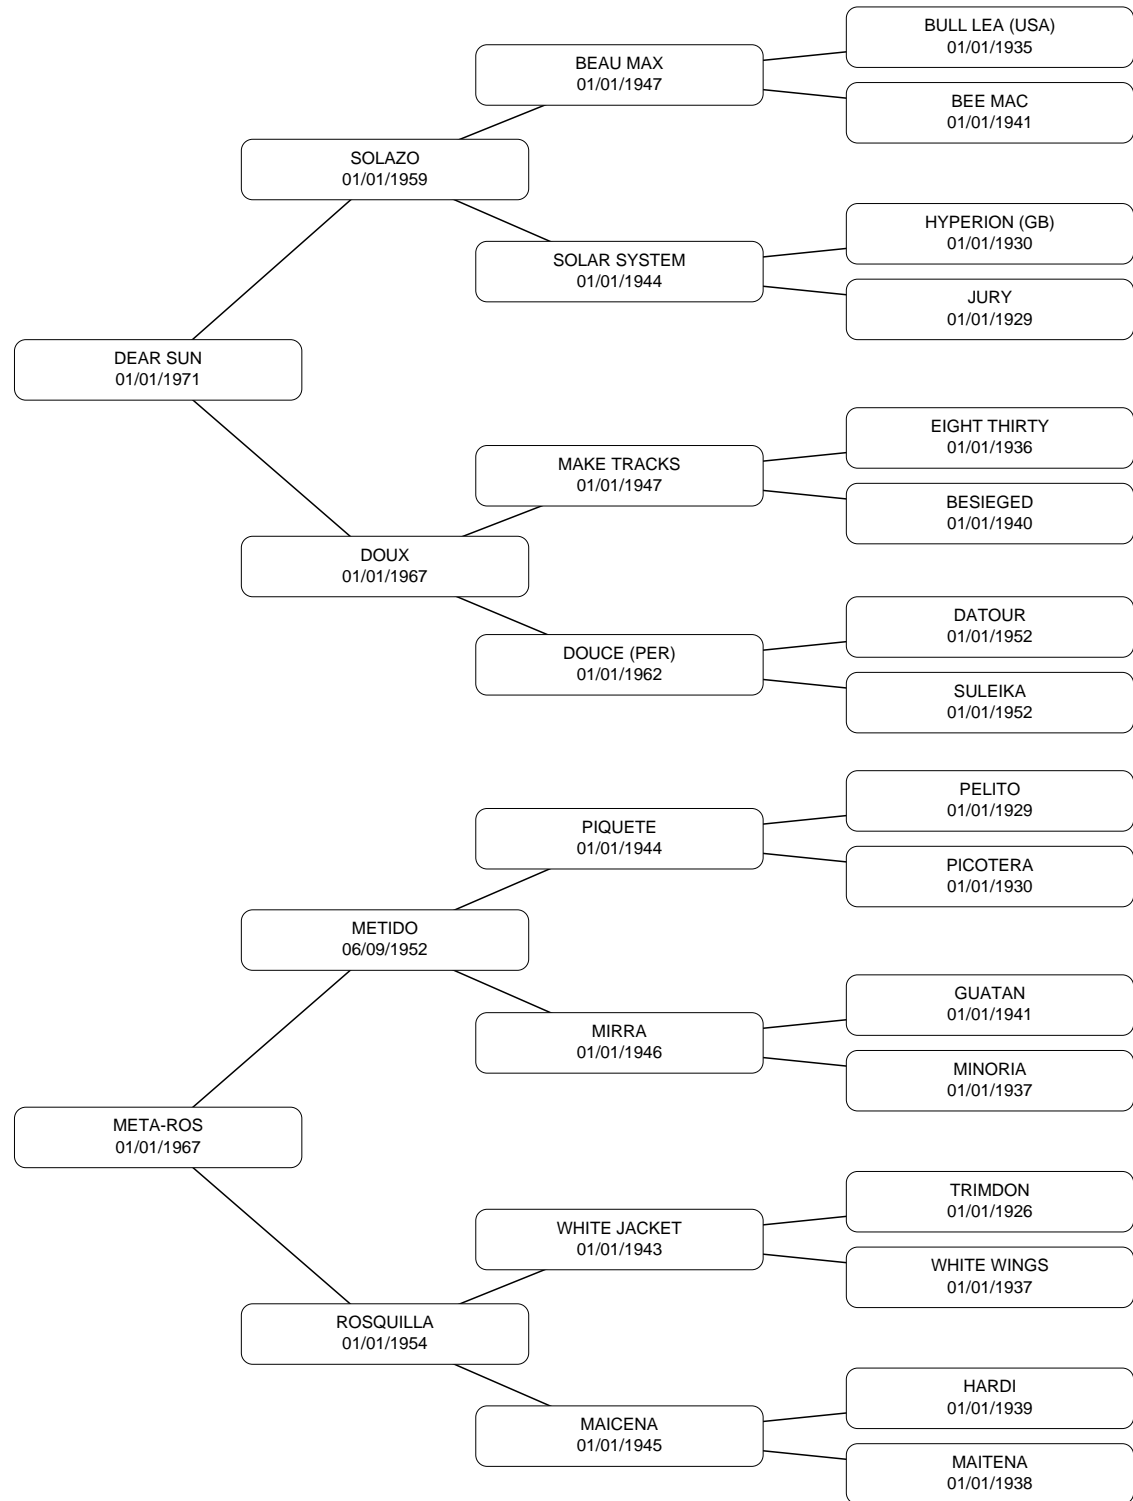 BULL LEA (USA)
01/01/1935
BEAU MAX
01/01/1947
BEE MAC
01/01/1941
SOLAZO
01/01/1959
HYPERION (GB)
01/01/1930
SOLAR SYSTEM
01/01/1944
JURY
01/01/1929
DEAR SUN
01/01/1971
EIGHT THIRTY
01/01/1936
MAKE TRACKS
01/01/1947
BESIEGED
01/01/1940
DOUX
01/01/1967
DATOUR
01/01/1952
DOUCE (PER)
01/01/1962
SULEIKA
01/01/1952
PELITO
01/01/1929
PIQUETE
01/01/1944
PICOTERA
01/01/1930
METIDO
06/09/1952
GUATAN
01/01/1941
MIRRA
01/01/1946
MINORIA
01/01/1937
META-ROS
01/01/1967
TRIMDON
01/01/1926
WHITE JACKET
01/01/1943
WHITE WINGS
01/01/1937
ROSQUILLA
01/01/1954
HARDI
01/01/1939
MAICENA
01/01/1945
MAITENA
01/01/1938